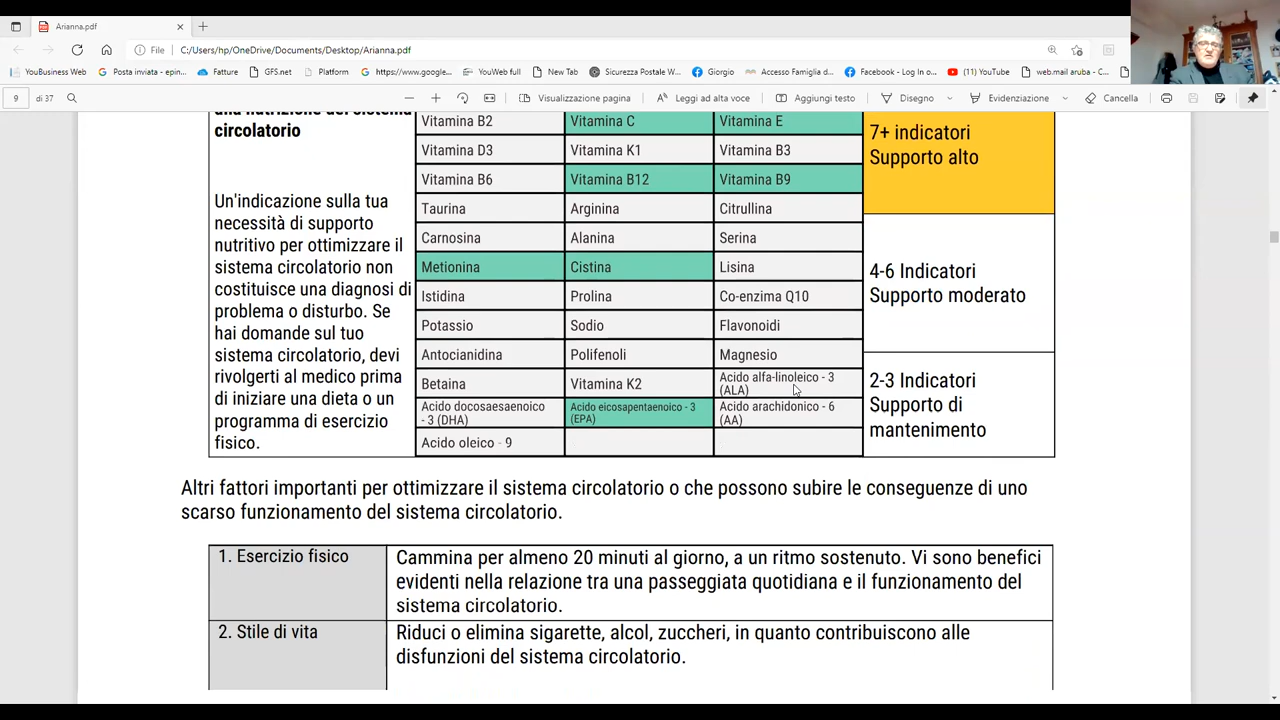 Arianna.pdf
File
C:/Users/hp/OneDrive/Documents/Desktop/Arianna.pdf
YouBusiness Web
Posta inviata - epin...
Fatture
GFS.net
Platform
https://www.google...
YouWeb full
New Tab
Sicurezza Postale W...
Giorgio
Accesso Famiglia d...
Facebook - Log In o...
(11) YouTube
web.mail aruba - C...
9 di 37
Visualizzazione pagina
Leggi ad alta voce
Aggiungi testo
Disegno
Evidenziazione
Cancella
alla nutrizione del sistema
circolatorio
Un'indicazione sulla tua
necessità di supporto
nutritivo per ottimizzare il
sistema circolatorio non
costituisce una diagnosi di
problema o disturbo. Se
hai domande sul tuo
sistema circolatorio, devi
rivolgerti al medico prima
di iniziare una dieta o un
programma di esercizio
fisico.
Vitamina B2 Vitamina C Vitamina E
Vitamina D3 Vitamina K1 Vitamina B3
Vitamina B6 Vitamina B12 Vitamina B9
Taurina Arginina Citrullina
Carnosina Alanina Serina
Metionina Cistina Lisina
Istidina Prolina Co-enzima Q10
Potassio Sodio Flavonoidi
Antocianidina Polifenoli Magnesio
Betaina Vitamina K2 Acido alfa-linoleico - 3
(ALA)
Acido docosaesaenoico Acido eicosapentaenoico - 3 Acido arachidonico - 6
- 3 (DHA) (EPA) (AA)
Acido oleico - 9
7+ indicatori
Supporto alto
4-6 Indicatori
Supporto moderato
2-3 Indicatori
Supporto di
mantenimento
Altri fattori importanti per ottimizzare il sistema circolatorio o che possono subire le conseguenze di uno
scarso funzionamento del sistema circolatorio.
1. Esercizio fisico
Cammina per almeno 20 minuti al giorno, a un ritmo sostenuto. Vi sono benefici
evidenti nella relazione tra una passeggiata quotidiana e il funzionamento del
sistema circolatorio.
2. Stile di vita
Riduci o elimina sigarette, alcol, zuccheri, in quanto contribuiscono alle
disfunzioni del sistema circolatorio.